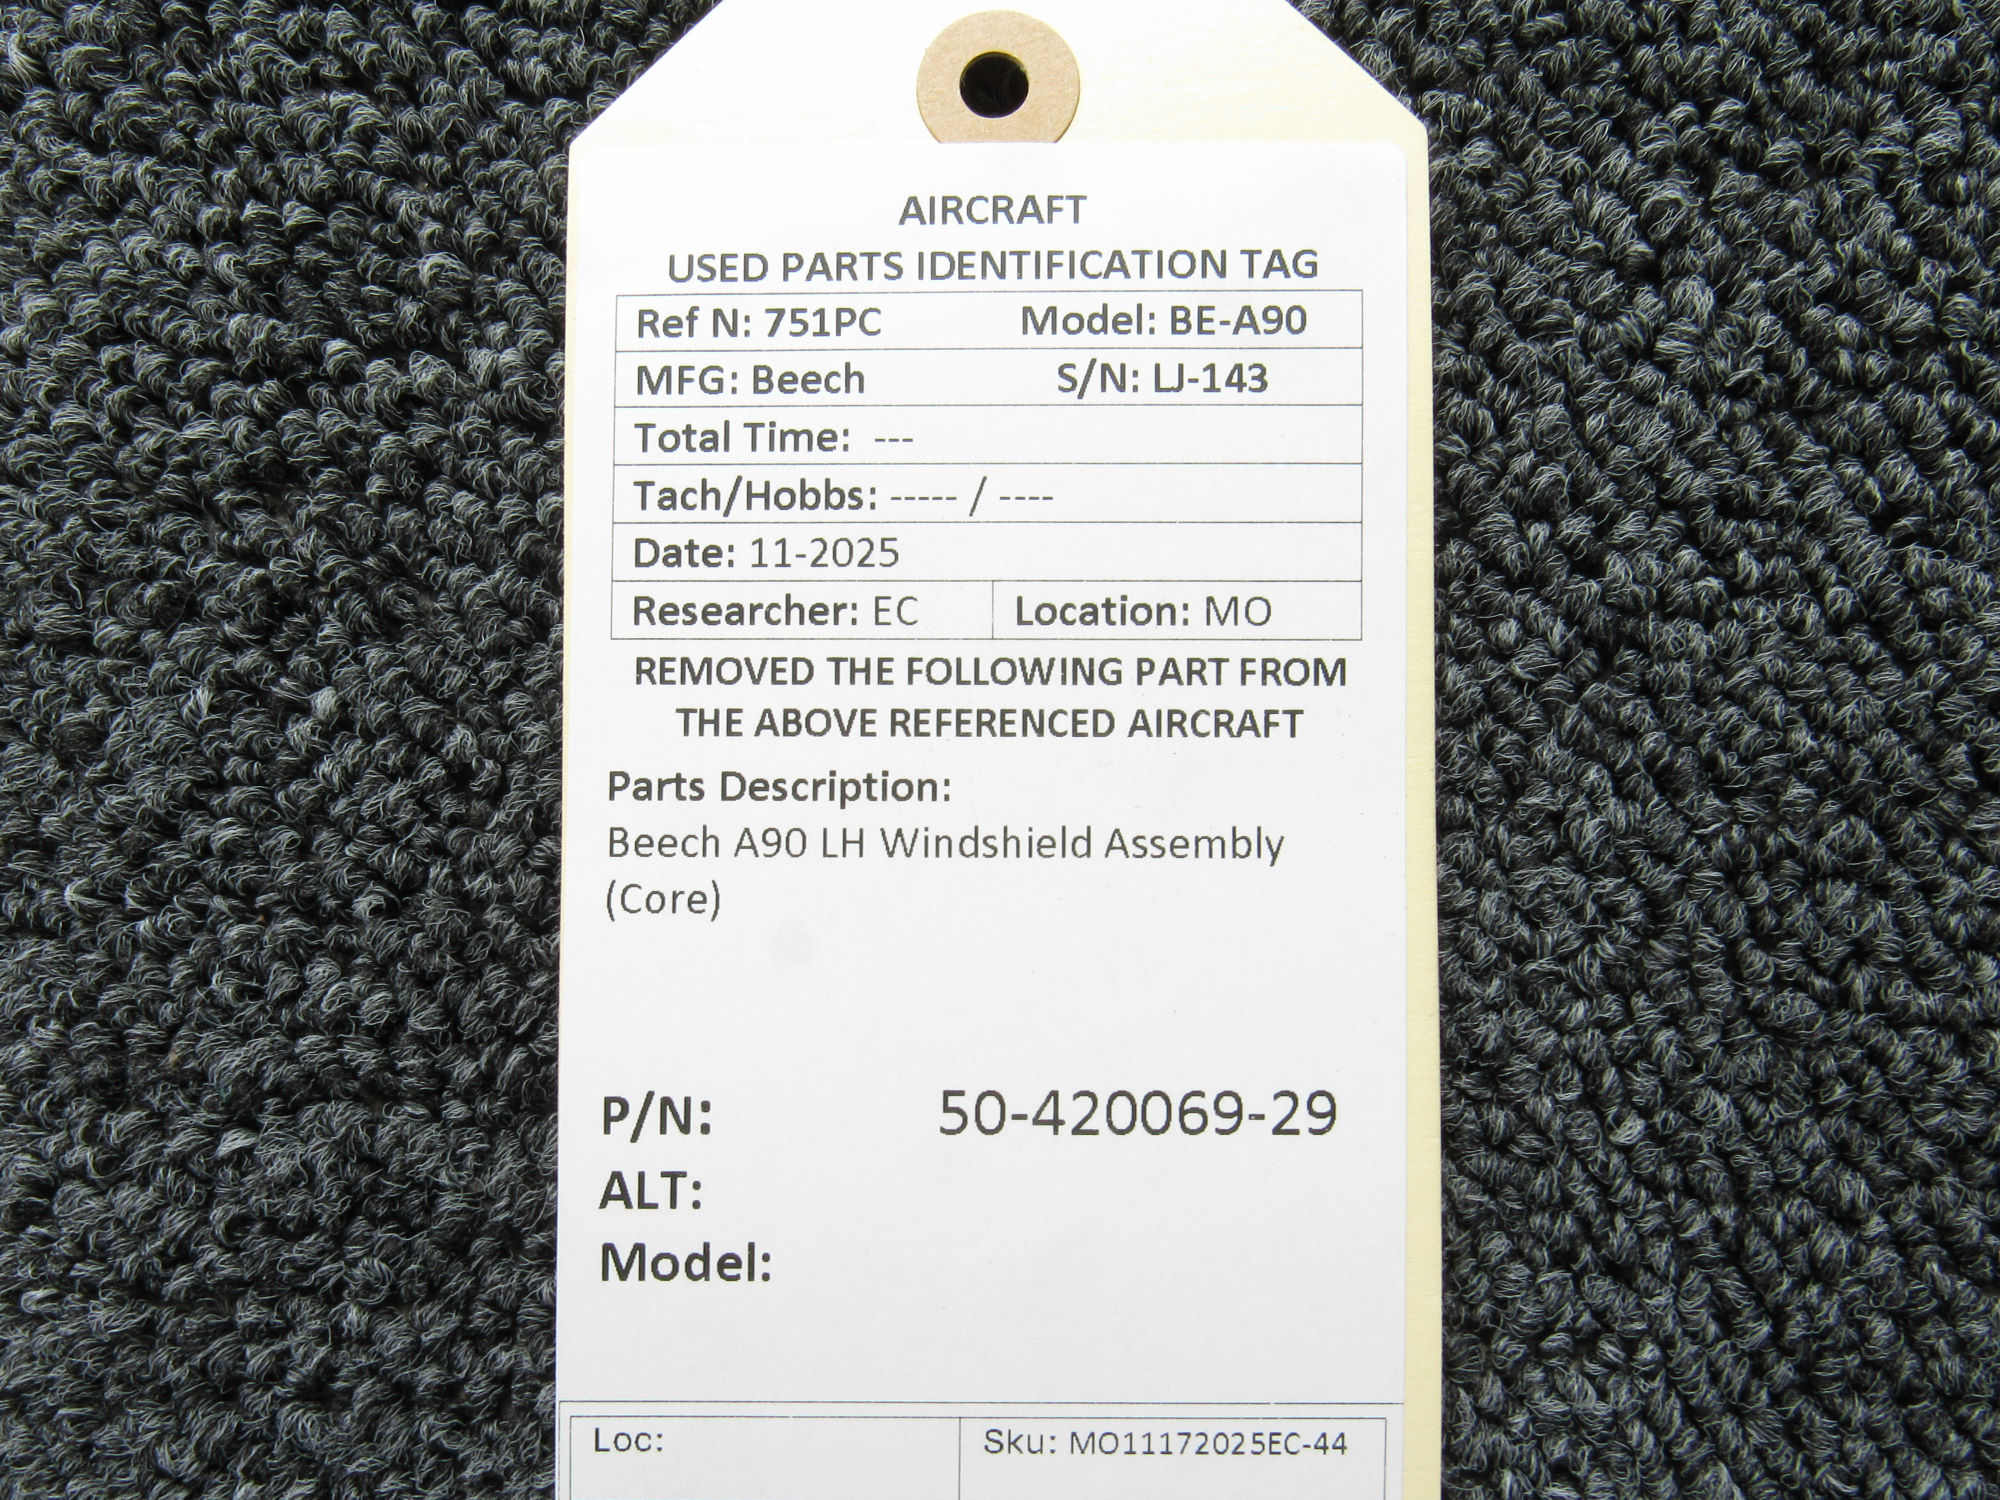 AIRCRAFT
USED PARTS IDENTIFICATION TAG
Ref N: 751PC Model: BE-A90
MFG: Beech S/N: LJ-143
Total Time: ---
Tach/Hobbs: ----- / ----
Date: 11-2025
Researcher: EC Location: MO
REMOVED THE FOLLOWING PART FROM
THE ABOVE REFERENCED AIRCRAFT
Parts Description:
Beech A90 LH Windshield Assembly
(Core)
P/N: 50-420069-29
ALT:
Model:
Loc: Sku: MO11172025EC-44